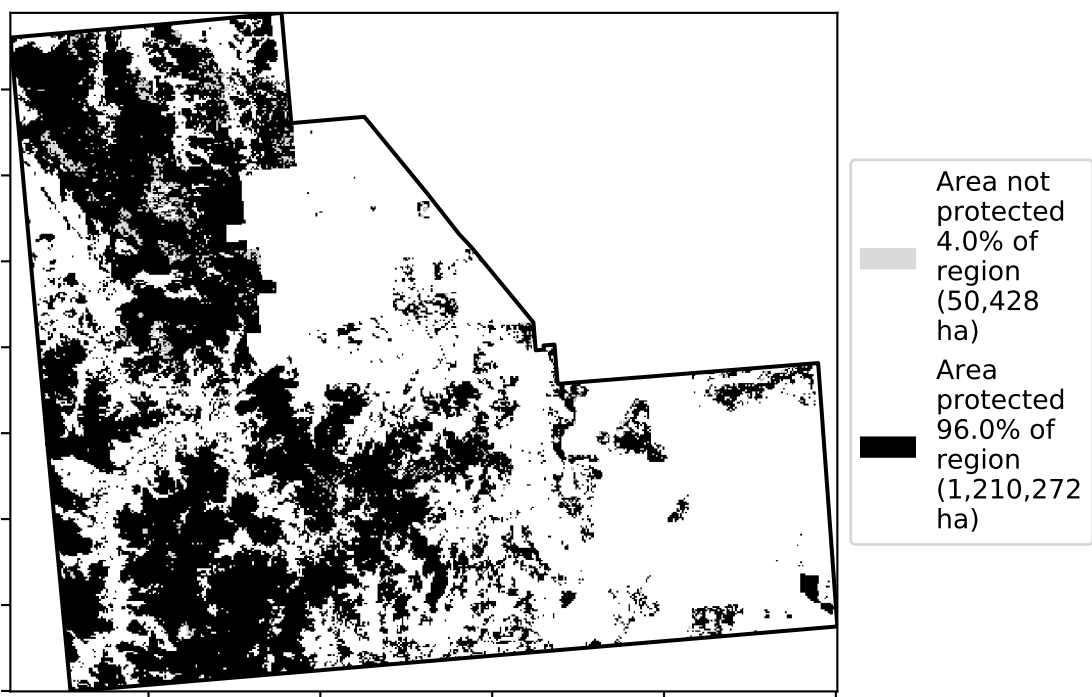 Area not
protected
4.0% of
region
(50,428
ha)
Area
protected
96.0% of
region
(1,210,272
ha)